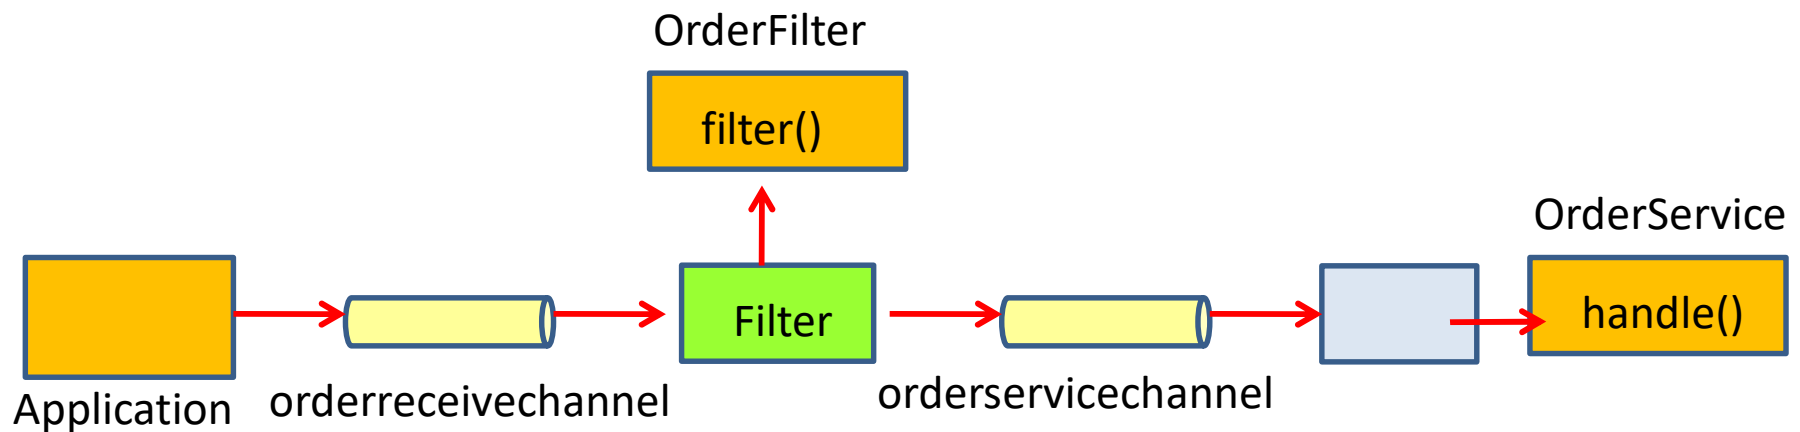 OrderFilter
filter()
OrderService
Filter
handle()
Application
orderreceivechannel
orderservicechannel